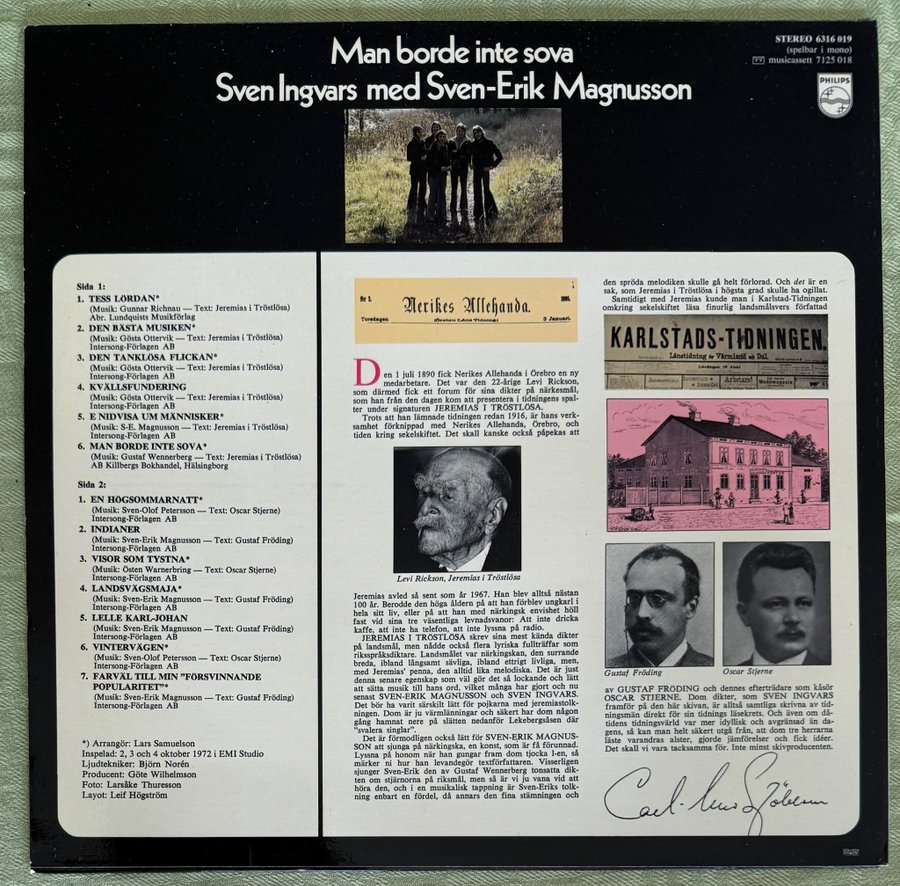 Man borde inte sova
Sven Ingvars med Sven-Erik Magnusson
STEREO 6316 019
(spelbar i mono)
musicassett 7125 018
PHILIPS
Sida 1:
1. TESS LÖRDAN*
(Musik: Gunnar Richnau — Text: Jeremias i Tröstlösa)
Abr. Lundquists Musikförlag
2. DEN BÄSTA MUSIKEN*
(Musik: Gösta Ottervik — Text: Jeremias i Tröstlösa)
Intersong-Förlagen AB
3. DEN TANKLÖSA FLICKAN*
(Musik: Gösta Ottervik — Text: Jeremias i Tröstlösa)
Intersong-Förlagen AB
4. KVÄLLSFUNDERING
(Musik: Gösta Ottervik — Text: Jeremias i Tröstlösa)
Intersong-Förlagen AB
5. E NIDVISA UM MÄNNISKER*
(Musik: S-E. Magnusson — Text: Jeremias i Tröstlösa)
Intersong-Förlagen AB
6. MAN BORDE INTE SOVA*
(Musik: Gustaf Wennerberg — Text: Jeremias i Tröstlösa)
AB Killbergs Bokhandel, Hälsingborg
Sida 2:
1. EN HÖGSOMMARNATT*
(Musik: Sven-Olof Petersson — Text: Oscar Stjerne)
Intersong-Förlagen AB
2. INDIANER
(Musik: Sven-Erik Magnusson — Text: Gustaf Fröding)
Intersong-Förlagen AB
3. VISOR SOM TYSTNA*
(Musik: Östen Warnerbring — Text: Oscar Stjerne)
Intersong-Förlagen AB
4. LANDSVÄGSMAJA*
(Musik: Sven-Erik Magnusson — Text: Gustaf Fröding)
Intersong-Förlagen AB
5. LELLE KARL-JOHAN
(Musik: Sven-Erik Magnusson — Text: Gustaf Fröding)
Intersong-Förlagen AB
6. VINTERVÄGEN*
(Musik: Sven-Olof Petersson — Text: Oscar Stjerne)
Intersong-Förlagen AB
7. FARVÄL TILL MIN ”FÖRSVINNANDE
POPULARITET”*
(Musik: Sven-Erik Magnusson — Text: Gustaf Fröding)
Intersong-Förlagen AB
*) Arrangör: Lars Samuelson
Inspelad: 2, 3 och 4 oktober 1972 i EMI Studio
Ljudtekniker: Björn Norén
Producent: Göte Wilhelmson
Foto: Larsåke Thuresson
Layot: Leif Högström
Nr 1.
Nerikes Allehanda.
Torsdagen
(Örebro Läns Tidning)
2 Januari.
Den 1 juli 1890 fick Nerikes Allehanda i Örebro en ny
medarbetare. Det var den 22-årige Levi Rickson,
som därmed fick ett forum för sina dikter på närkesmål,
som han från den dagen kom att presentera i tidningens spal-
ter under signaturen JEREMIAS I TRÖSTLÖSA.
Trots att han lämnade tidningen redan 1916, är hans verk-
samhet förknippad med Nerikes Allehanda, Örebro, och
tiden kring sekelskiftet. Det skall kanske också påpekas att
Levi Rickson, Jeremias i Tröstlösa
Jeremias avled så sent som år 1967. Han blev alltså nästan
100 år. Berodde den höga åldern på att han förblev ungkarl i
hela sitt liv, eller på att han med närkingsk envishet höll
fast vid sina tre väsentliga levnadsvanor: Att inte dricka
kaffe, att inte ha telefon, att inte lyssna på radio.
JEREMIAS I TRÖSTLÖSA skrev sina mest kända dikter
på landsmål, men nådde också flera lyriska fullträffar som
riksspråksdiktare. Landsmålet var närkingskan, den surrande
breda, ibland långsamt sävliga, ibland ettrigt livliga, men,
med Jeremias' penna, den alltid lika melodiska. Det är just
denna senare egenskap som väl gör det så lockande och lätt
att sätta musik till hans ord, vilket många har gjort och nu
senast SVEN-ERIK MAGNUSSON och SVEN INGVARS.
Det bör ha varit särskilt lätt för pojkarna med jeremiastolk-
ningen. Dom är ju värmlänningar och säkert har dom någon
gång hamnat nere på slätten nedanför Lekebergsåsen där
”svalera singlar”.
Det är förmodligen också lätt för SVEN-ERIK MAGNUS-
SON att sjunga på närkingska, en konst, som är få förunnad.
Lyssna på honom när han gungar fram dom tjocka l-en, så
märker ni hur han levandegör textförfattaren. Visserligen
sjunger Sven-Erik den av Gustaf Wennerberg tonsatta dik-
ten om stjärnorna på riksmål, men så är vi ju vana vid att
höra den, och i en musikalisk tappning är Sven-Eriks tolk-
ning enbart en fördel, då annars den fina stämningen och
den spröda melodiken skulle gå helt förlorad. Och det är en
sak, som Jeremias i Tröstlösa i högsta grad skulle ha ogillat.
Samtidigt med Jeremias kunde man i Karlstad-Tidningen
omkring sekelskiftet läsa finurlig landsmålsvers författad
KARLSTADS-TIDNINGEN.
Länstidning för Värmland och Dal.
Gustaf Fröding
Oscar Stjerne
av GUSTAF FRÖDING och dennes efterträdare som kåsör
OSCAR STJERNE. Dom dikter, som SVEN INGVARS
framför på den här skivan, är alltså samtliga skrivna av tid-
ningsmän direkt för sin tidnings läsekrets. Och även om då-
tidens tidningsvärld var mer idyllisk och avgränsad än da-
gens, så kan man helt säkert utgå från, att dom tre herrarna
läste varandras alster, gjorde jämförelser och fick idéer.
Det skall vi vara tacksamma för. Inte minst skivproducenten.